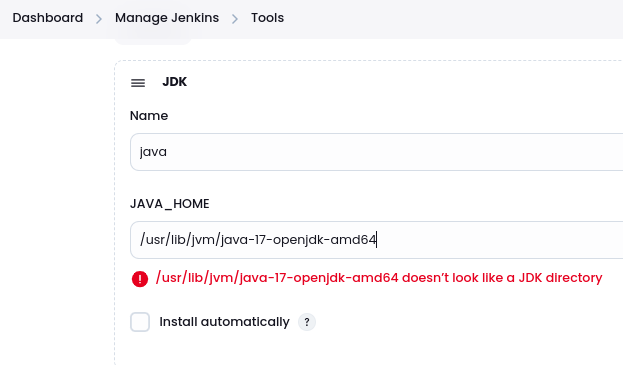 Dashboard > Manage Jenkins > Tools
JDK
Name
java
JAVA_HOME
/usr/lib/jvm/java-17-openjdk-amd64
! /usr/lib/jvm/java-17-openjdk-amd64 doesn’t look like a JDK directory
Install automatically ?